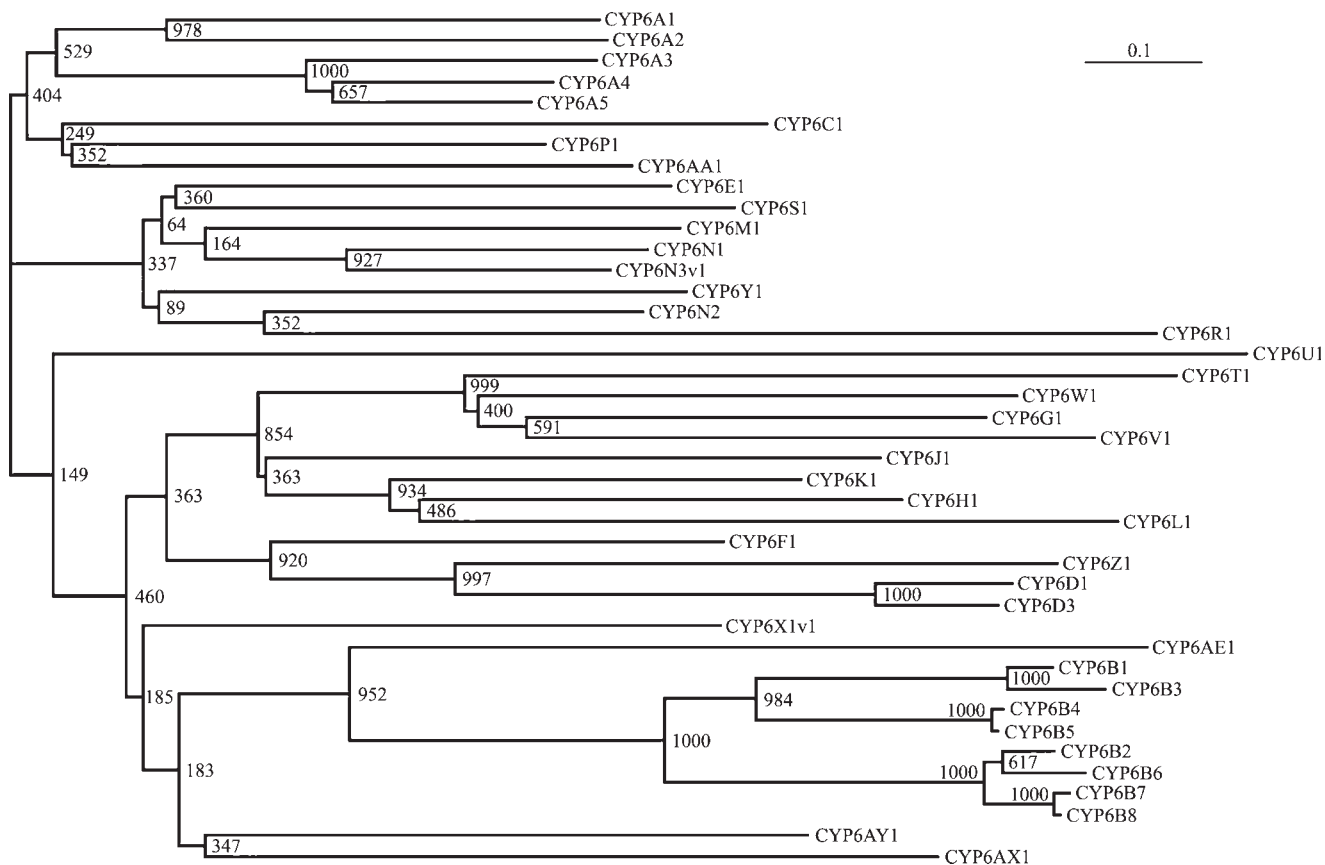 CYP6A1
978
CYP6A2
529
0.1
CYP6A3
1000
CYP6A4
657
CYP6A5
404
CYP6C1
249
CYP6P1
352
CYP6AA1
CYP6E1
360
CYP6S1
64
CYP6M1
164
CYP6N1
927
CYP6N3v1
337
CYP6Y1
89
CYP6N2
352
CYP6R1
CYP6U1
CYP6T1
999
CYP6W1
400
CYP6G1
591
CYP6V1
854
CYP6J1
149
363
CYP6K1
934
363
CYP6H1
486
CYP6L1
CYP6F1
920
CYP6Z1
997
CYP6D1
1000
CYP6D3
460
CYP6X1v1
CYP6AE1
CYP6B1
1000
CYP6B3
185
952
984
CYP6B4
1000
CYP6B5
1000
CYP6B2
617
CYP6B6
183
1000
CYP6B7
1000
CYP6B8
CYP6AY1
347
CYP6AX1